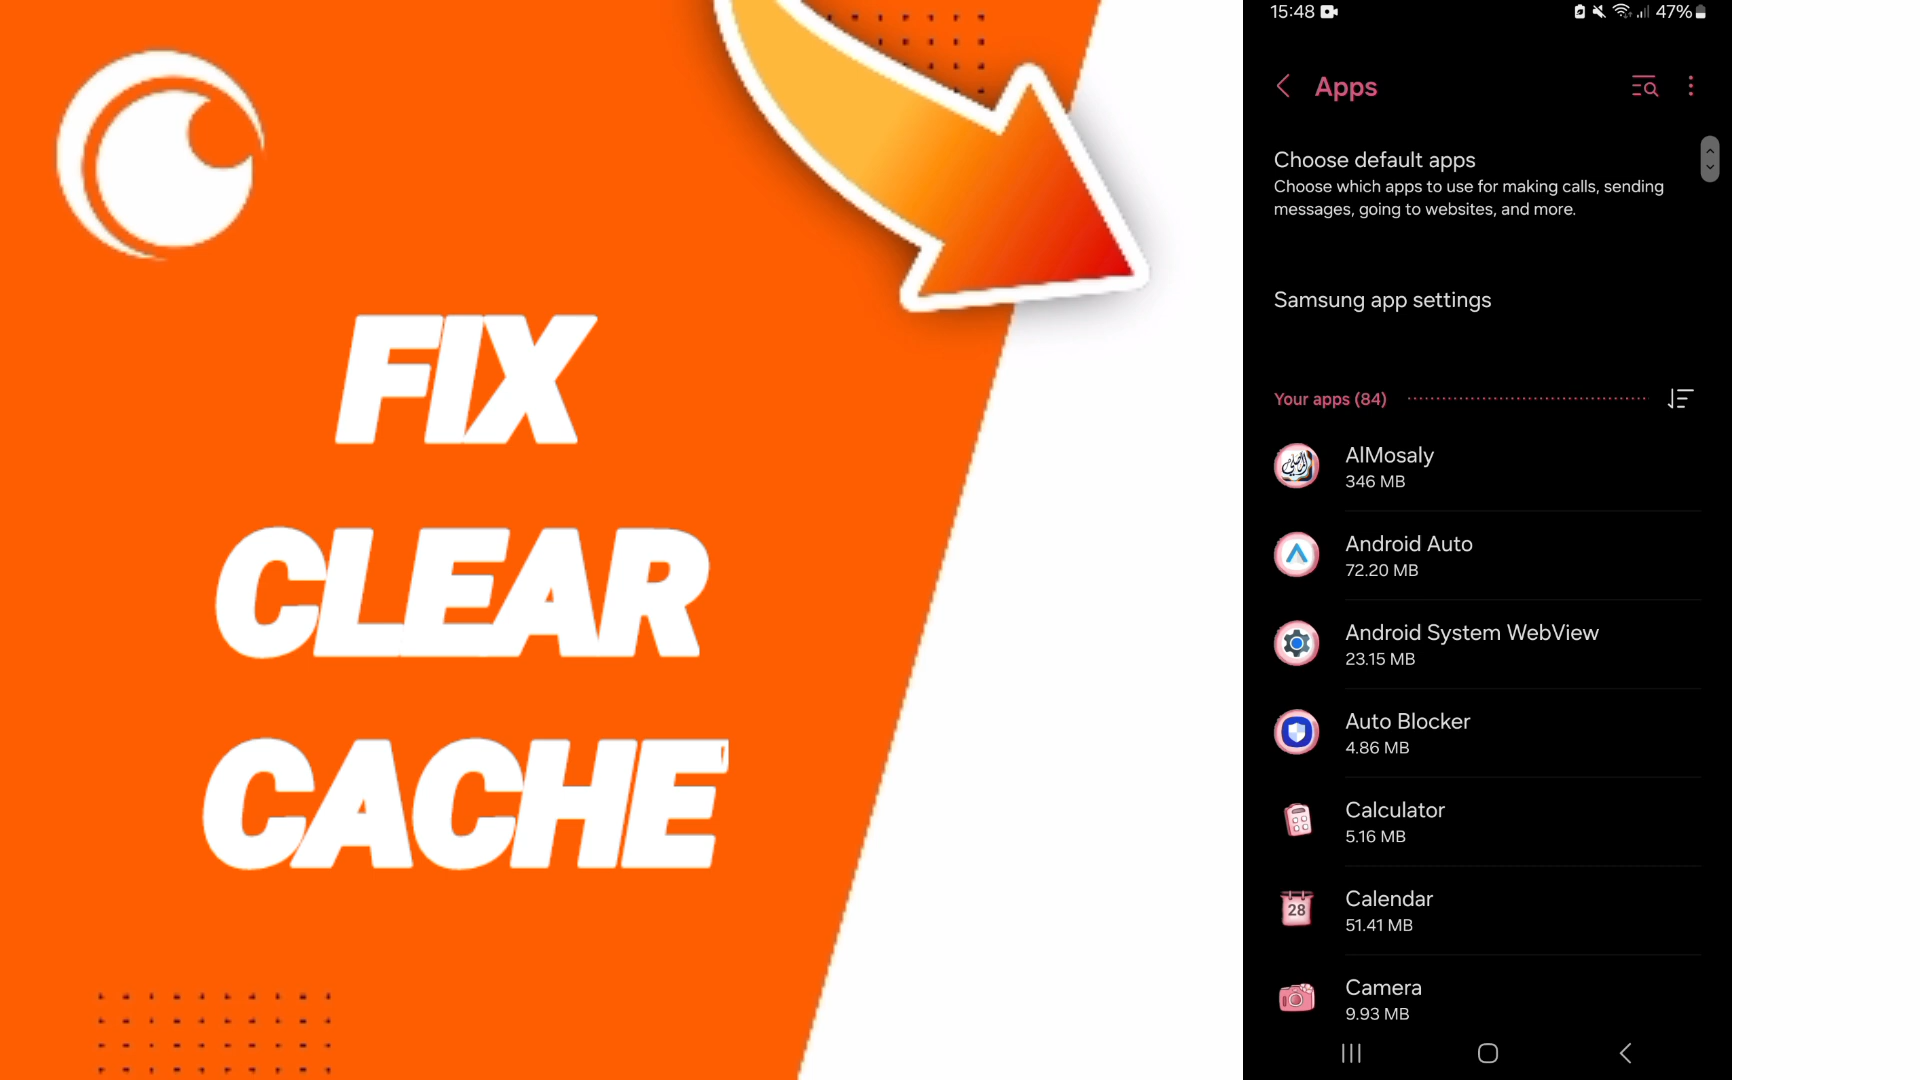 FIX
CLEAR
CACHE
15:48
47%
Apps
Choose default apps
Choose which apps to use for making calls, sending
messages, going to websites, and more.
Samsung app settings
Your apps (84)
AlMosaly
346 MB
Android Auto
72.20 MB
Android System WebView
23.15 MB
Auto Blocker
4.86 MB
Calculator
5.16 MB
28
Calendar
51.41 MB
Camera
9.93 MB